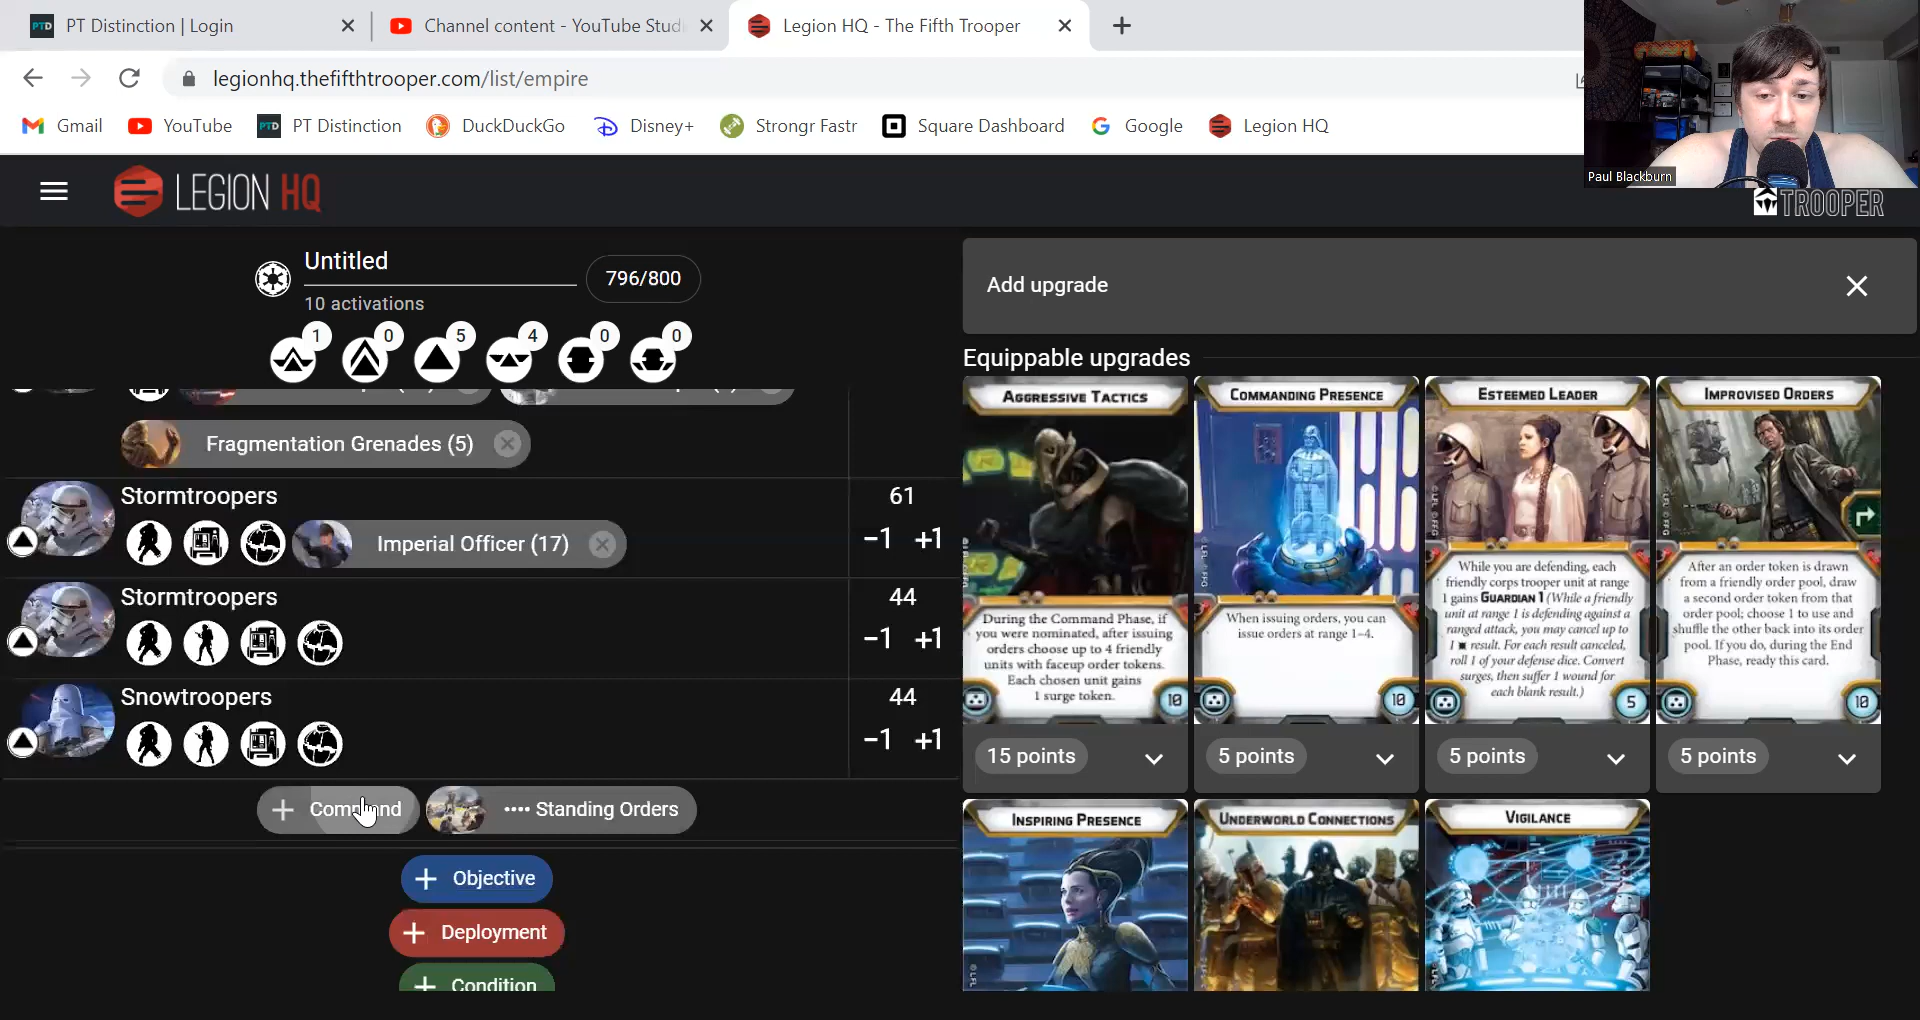 PTD PT Distinction | Login
Channel content - YouTube Stud
Legion HQ - The Fifth Trooper
legionhq.thefifthtrooper.com/list/empire
Gmail
YouTube
PTD PT Distinction
DuckDuckGo
Disney+
Strongr Fastr
Square Dashboard
Google
Legion HQ
Paul Blackburn
LEGION HQ
TROOPER
Untitled
796/800
10 activations
1 0 5 4 0 0
Fragmentation Grenades (5)
Stormtroopers
61
Imperial Officer (17)
−1 +1
Stormtroopers
44
−1 +1
Snowtroopers
44
−1 +1
+ Command
•••• Standing Orders
+ Objective
+ Deployment
+ Condition
Add upgrade
Equippable upgrades
AGGRESSIVE TACTICS
During the Command Phase, if
you were nominated, after issuing
orders choose up to 4 friendly
units with faceup order tokens.
Each chosen unit gains
1 surge token.
10
15 points
COMMANDING PRESENCE
When issuing orders, you can
issue orders at range 1–4.
10
5 points
ESTEEMED LEADER
While you are defending, each
friendly corps trooper unit at range
1 gains GUARDIAN 1 (While a friendly
unit at range 1 is defending against a
ranged attack, you may cancel up to
1 result. For each result canceled,
roll 1 of your defense dice. Convert
surges, then suffer 1 wound for
each blank result.)
5
5 points
IMPROVISED ORDERS
After an order token is drawn
from a friendly order pool, draw
a second order token from that
order pool; choose 1 to use and
shuffle the other back into its order
pool. If you do, during the End
Phase, ready this card.
10
5 points
INSPIRING PRESENCE
UNDERWORLD CONNECTIONS
VIGILANCE